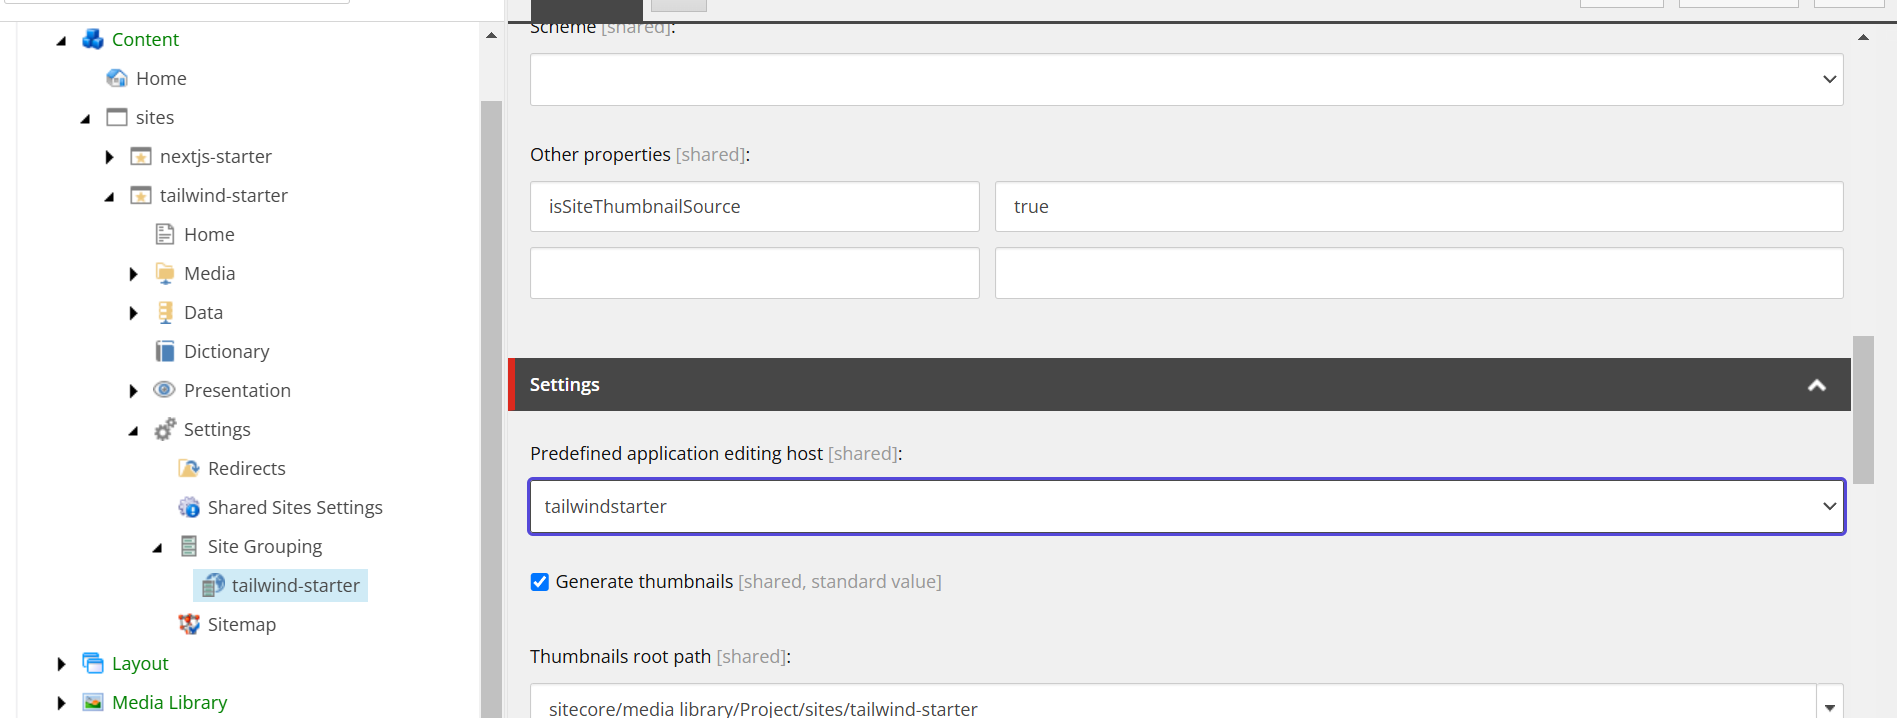 Content
Home
sites
nextjs-starter
tailwind-starter
Home
Media
Data
Dictionary
Presentation
Settings
Redirects
Shared Sites Settings
Site Grouping
tailwind-starter
Sitemap
Layout
Media Library
Scheme [shared]:
Other properties [shared]:
isSiteThumbnailSource true
Settings
Predefined application editing host [shared]:
tailwindstarter
Generate thumbnails [shared, standard value]
Thumbnails root path [shared]:
sitecore/media library/Project/sites/tailwind-starter